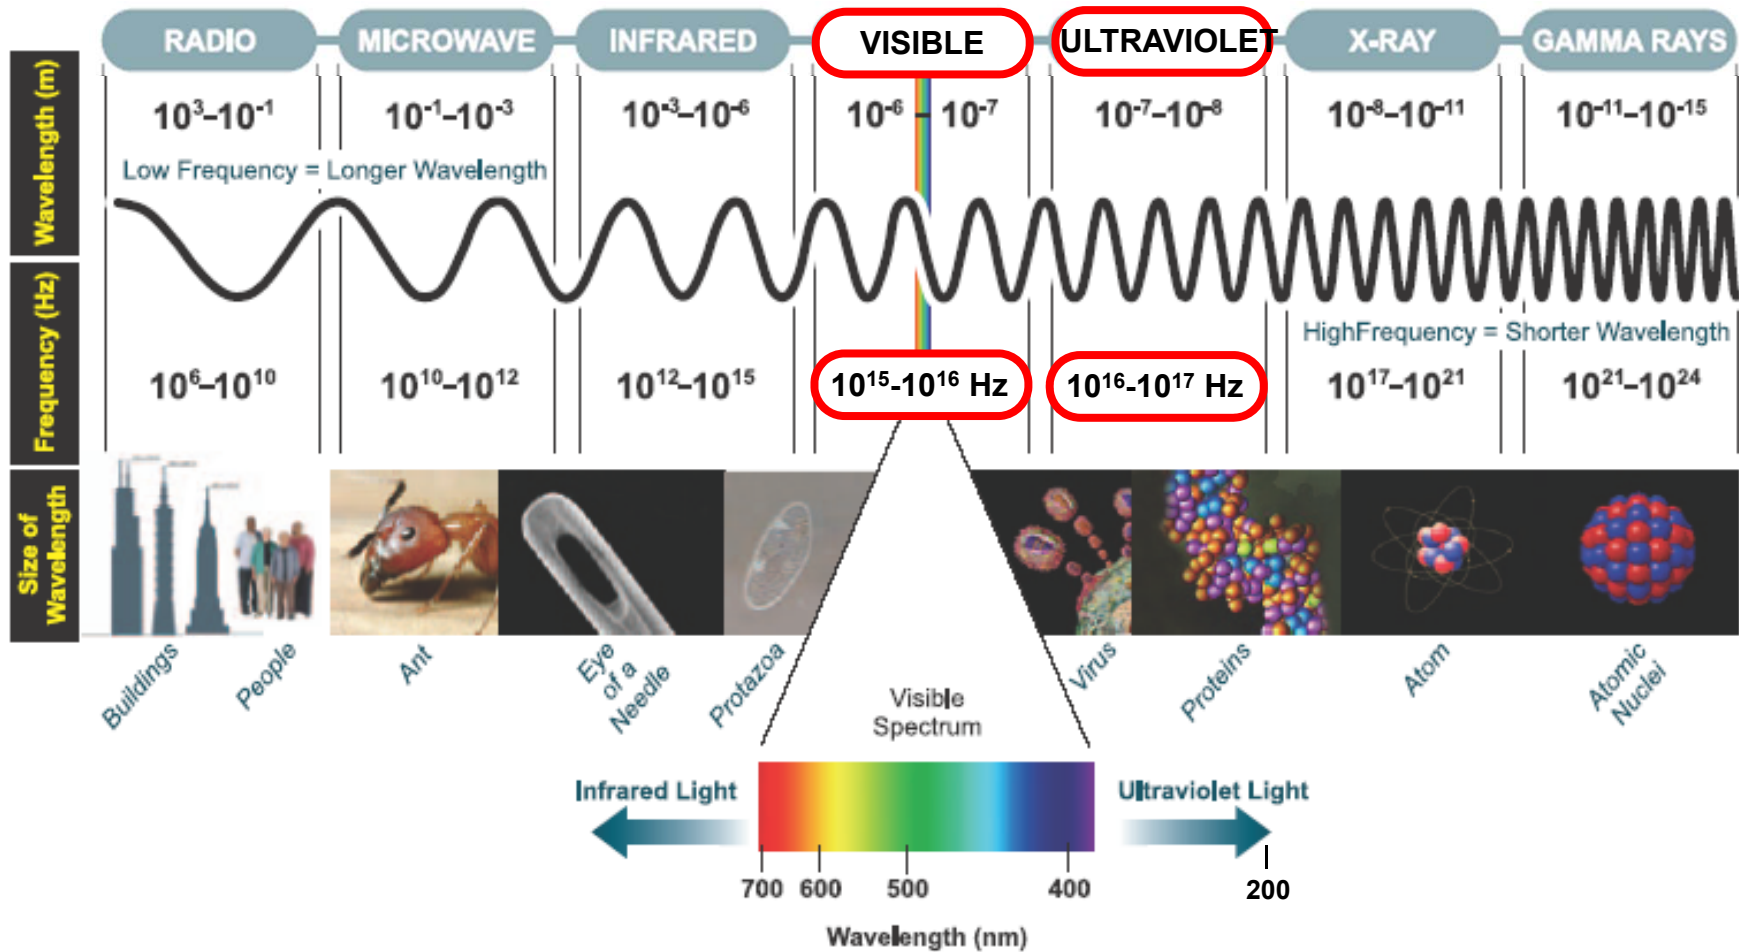 RADIO
MICROWAVE
INFRARED
VISIBLE
ULTRAVIOLET
X-RAY
GAMMA RAYS
Wavelength (m)
10³–10⁻¹
10⁻¹–10⁻³
10⁻³–10⁻⁶
10⁻⁶ – 10⁻⁷
10⁻⁷–10⁻⁸
10⁻⁸–10⁻¹¹
10⁻¹¹–10⁻¹⁵
Low Frequency = Longer Wavelength
HighFrequency = Shorter Wavelength
Frequency (Hz)
10⁶–10¹⁰
10¹⁰–10¹²
10¹²–10¹⁵
10¹⁵-10¹⁶ Hz
10¹⁶-10¹⁷ Hz
10¹⁷–10²¹
10²¹–10²⁴
Size of
Wavelength
Buildings
People
Ant
Eye
of a
Needle
Protazoa
Virus
Proteins
Atom
Atomic
Nuclei
Visible
Spectrum
Infrared Light
Ultraviolet Light
700
600
500
400
200
Wavelength (nm)